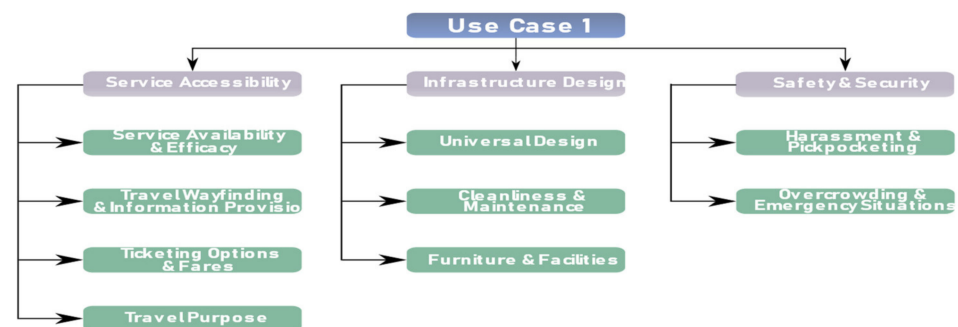 Use Case 1
Service Accessibility
Service Availability
& Efficacy
Travel Wayfinding
& Information Provisio
Ticketing Options
& Fares
Travel Purpose
Infrastructure Design
Universal Design
Cleanliness &
Maintenance
Furniture & Facilities
Safety & Security
Harassment &
Pickpocketing
Overcrowding &
Emergency Situations